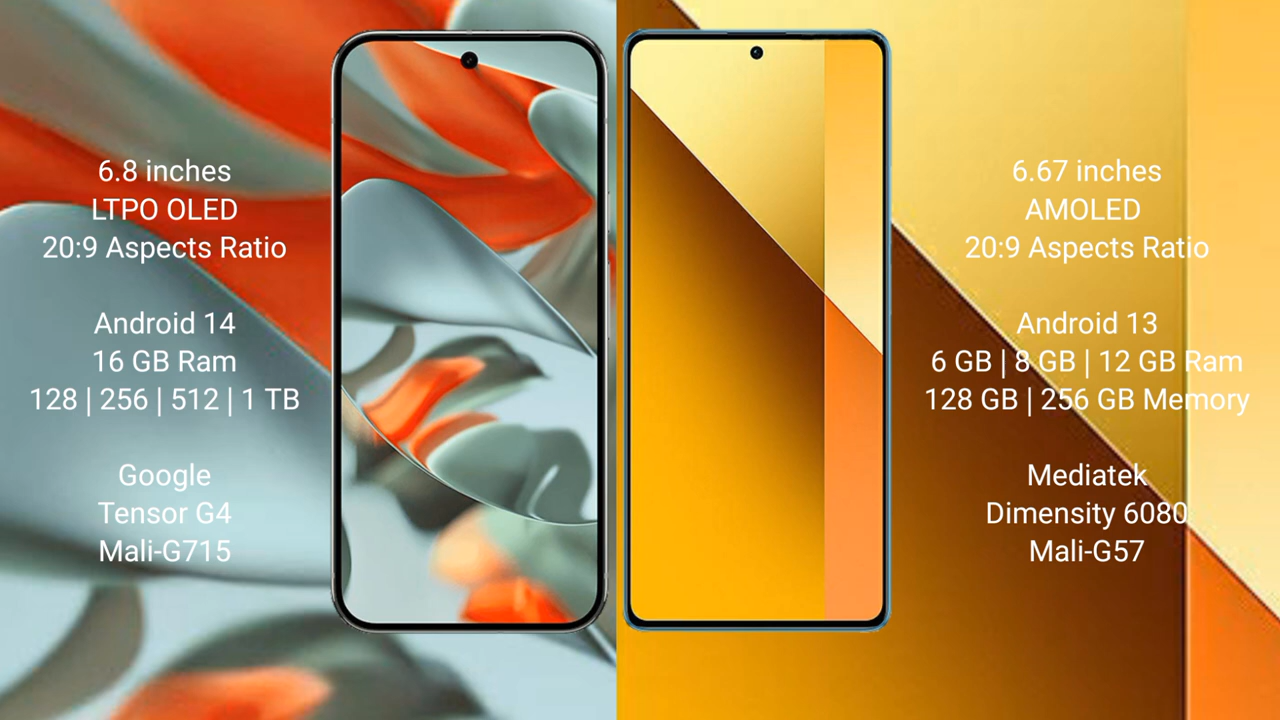 6.8 inches
LTPO OLED
20:9 Aspects Ratio
Android 14
16 GB Ram
128 | 256 | 512 | 1 TB
Google
Tensor G4
Mali-G715
6.67 inches
AMOLED
20:9 Aspects Ratio
Android 13
6 GB | 8 GB | 12 GB Ram
128 GB | 256 GB Memory
Mediatek
Dimensity 6080
Mali-G57